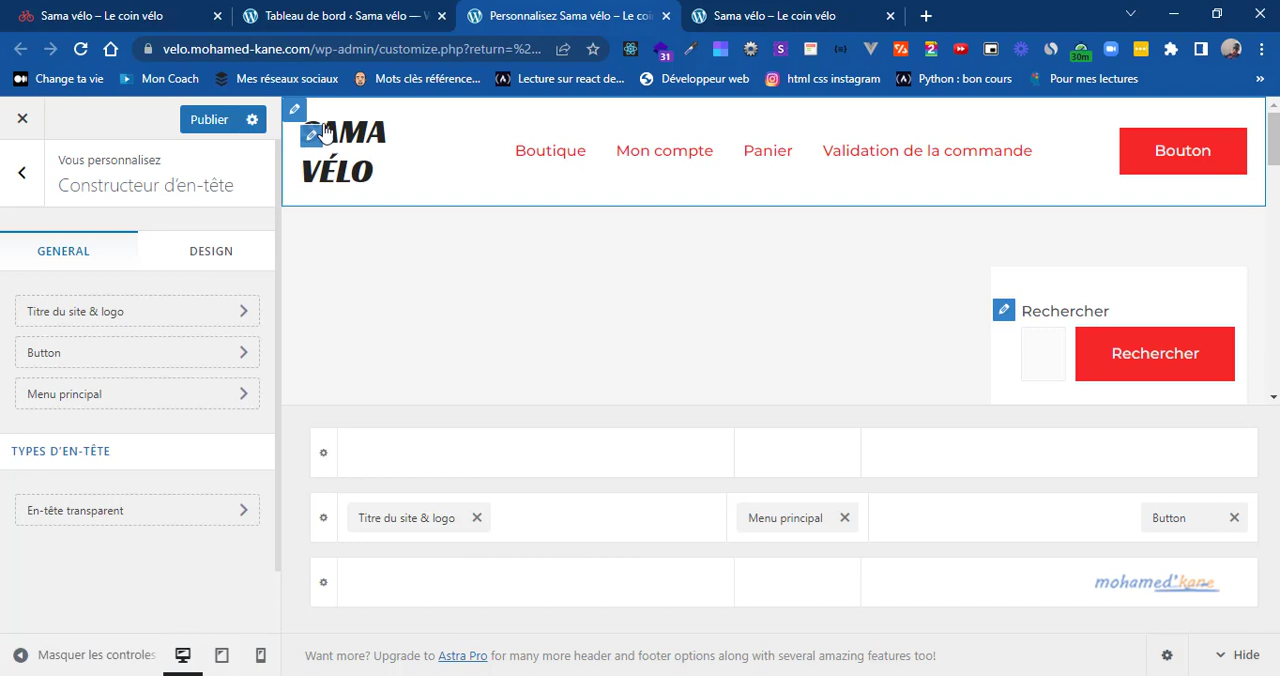 Sama vélo – Le coin vélo
Tableau de bord ‹ Sama vélo —
Personnalisez Sama vélo – Le coi
Sama vélo – Le coin vélo
velo.mohamed-kane.com/wp-admin/customize.php?return=%2...
31
30m
Change ta vie
Mon Coach
Mes réseaux sociaux
Mots clés référence...
Lecture sur react de...
Développeur web
html css instagram
Python : bon cours
Pour mes lectures
»
Publier
Vous personnalisez
Constructeur d’en-tête
GENERAL
DESIGN
Titre du site & logo
Button
Menu principal
TYPES D’EN-TÊTE
En-tête transparent
Masquer les controles
SAMA
VÉLO
Boutique
Mon compte
Panier
Validation de la commande
Bouton
Rechercher
Rechercher
Titre du site & logo
Menu principal
Button
mohamed'kane
Want more? Upgrade to Astra Pro for many more header and footer options along with several amazing features too!
Hide